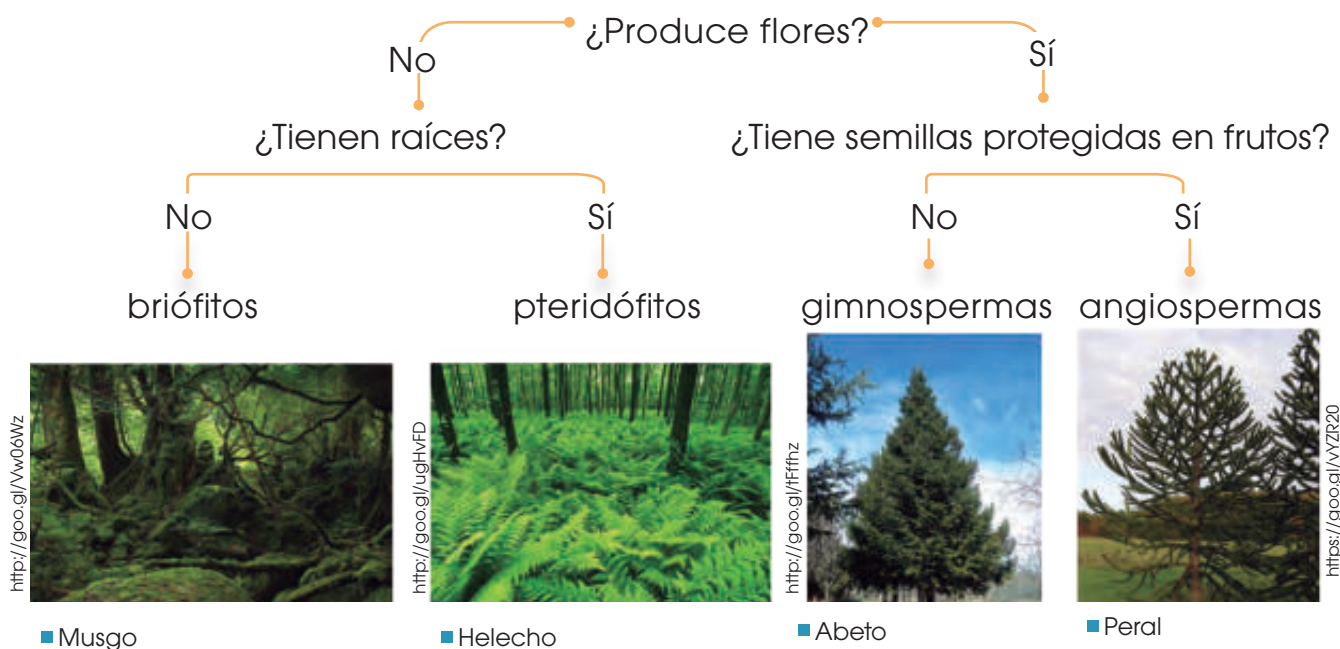 ¿Produce flores?
No
Sí
¿Tienen raíces?
¿Tiene semillas protegidas en frutos?
No
Sí
No
Sí
briófitos
pteridófitos
gimnospermas
angiospermas
http://goo.gl/Vw06Wz
http://goo.gl/ugHvFD
http://goo.gl/tFffhz
https://goo.gl/vYZR20
Musgo
Helecho
Abeto
Peral